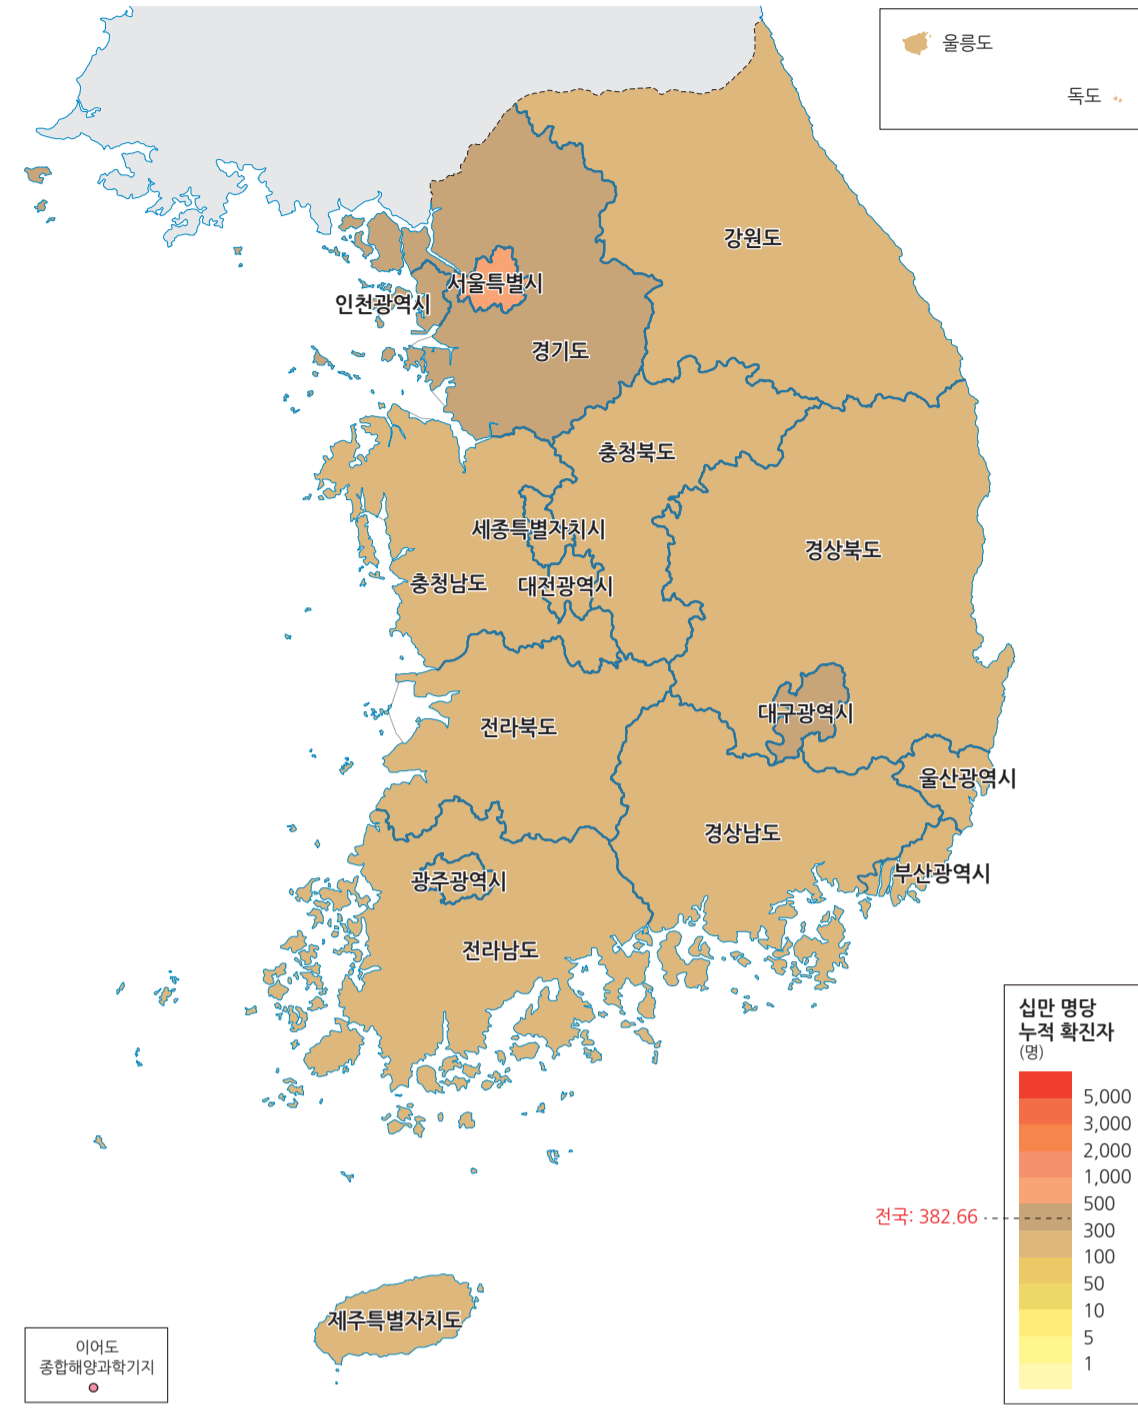 울릉도
독도
강원도
서울특별시
인천광역시
경기도
충청북도
세종특별자치시
경상북도
충청남도
대전광역시
대구광역시
전라북도
울산광역시
경상남도
부산광역시
광주광역시
전라남도
십만 명당
누적 확진자
(명)
5,000
3,000
2,000
1,000
500
전국: 382.66
300
100
50
10
5
1
제주특별자치도
이어도
종합해양과학기지